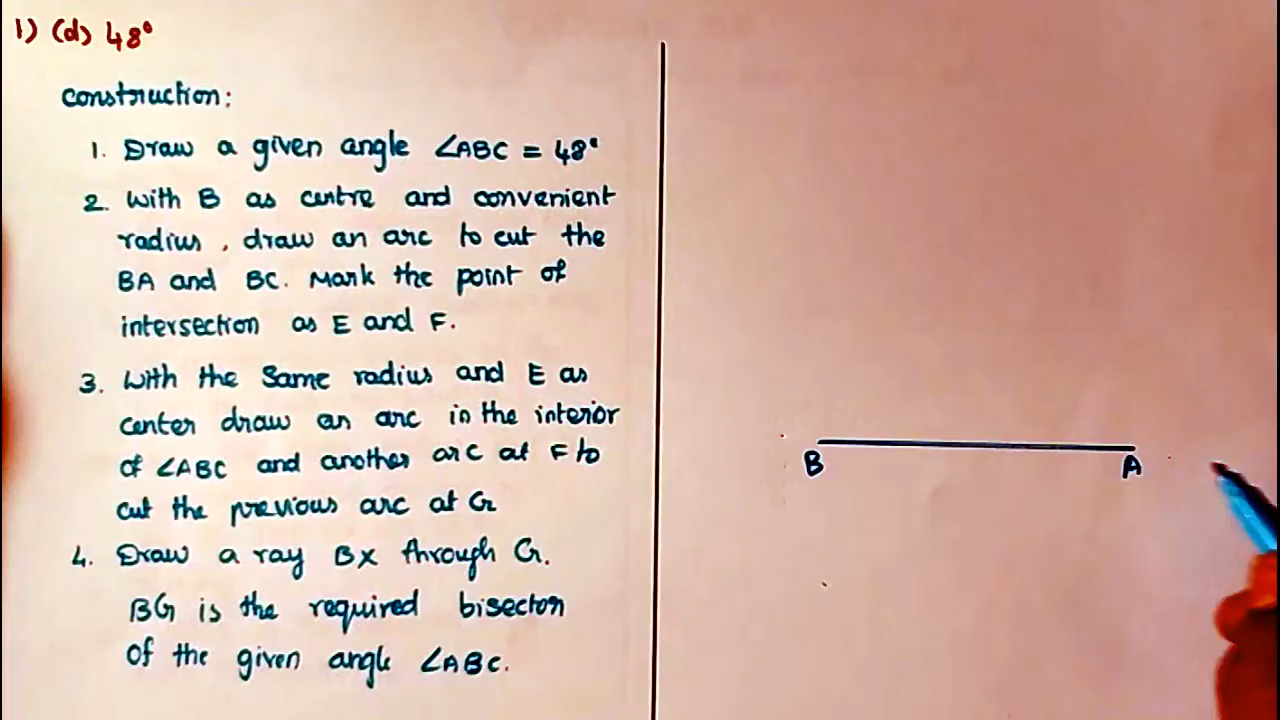 1) (d) 48°
Construction:
1. Draw a given angle ∠ABC = 48°
2. With B as centre and convenient
radius, draw an arc to cut the
BA and BC. Mark the point of
intersection as E and F.
3. With the same radius and E as
center draw an arc in the interior
of ∠ABC and another arc at F to
cut the previous arc at G
4. Draw a ray BX through G.
BG is the required bisector
of the given angle ∠ABC.
B A